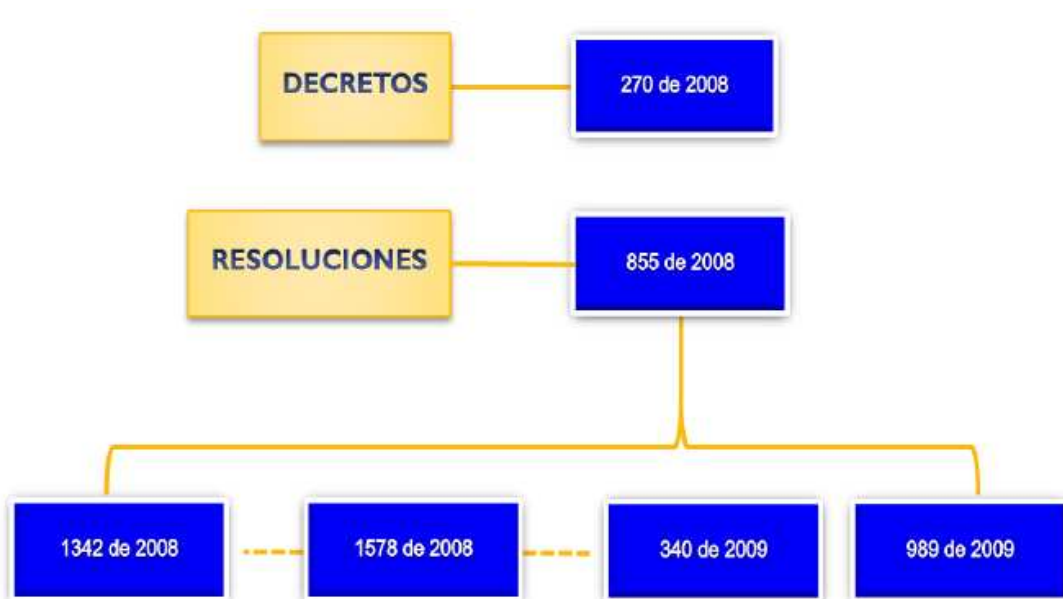 DECRETOS
270 de 2008
RESOLUCIONES
855 de 2008
1342 de 2008
1578 de 2008
340 de 2009
989 de 2009